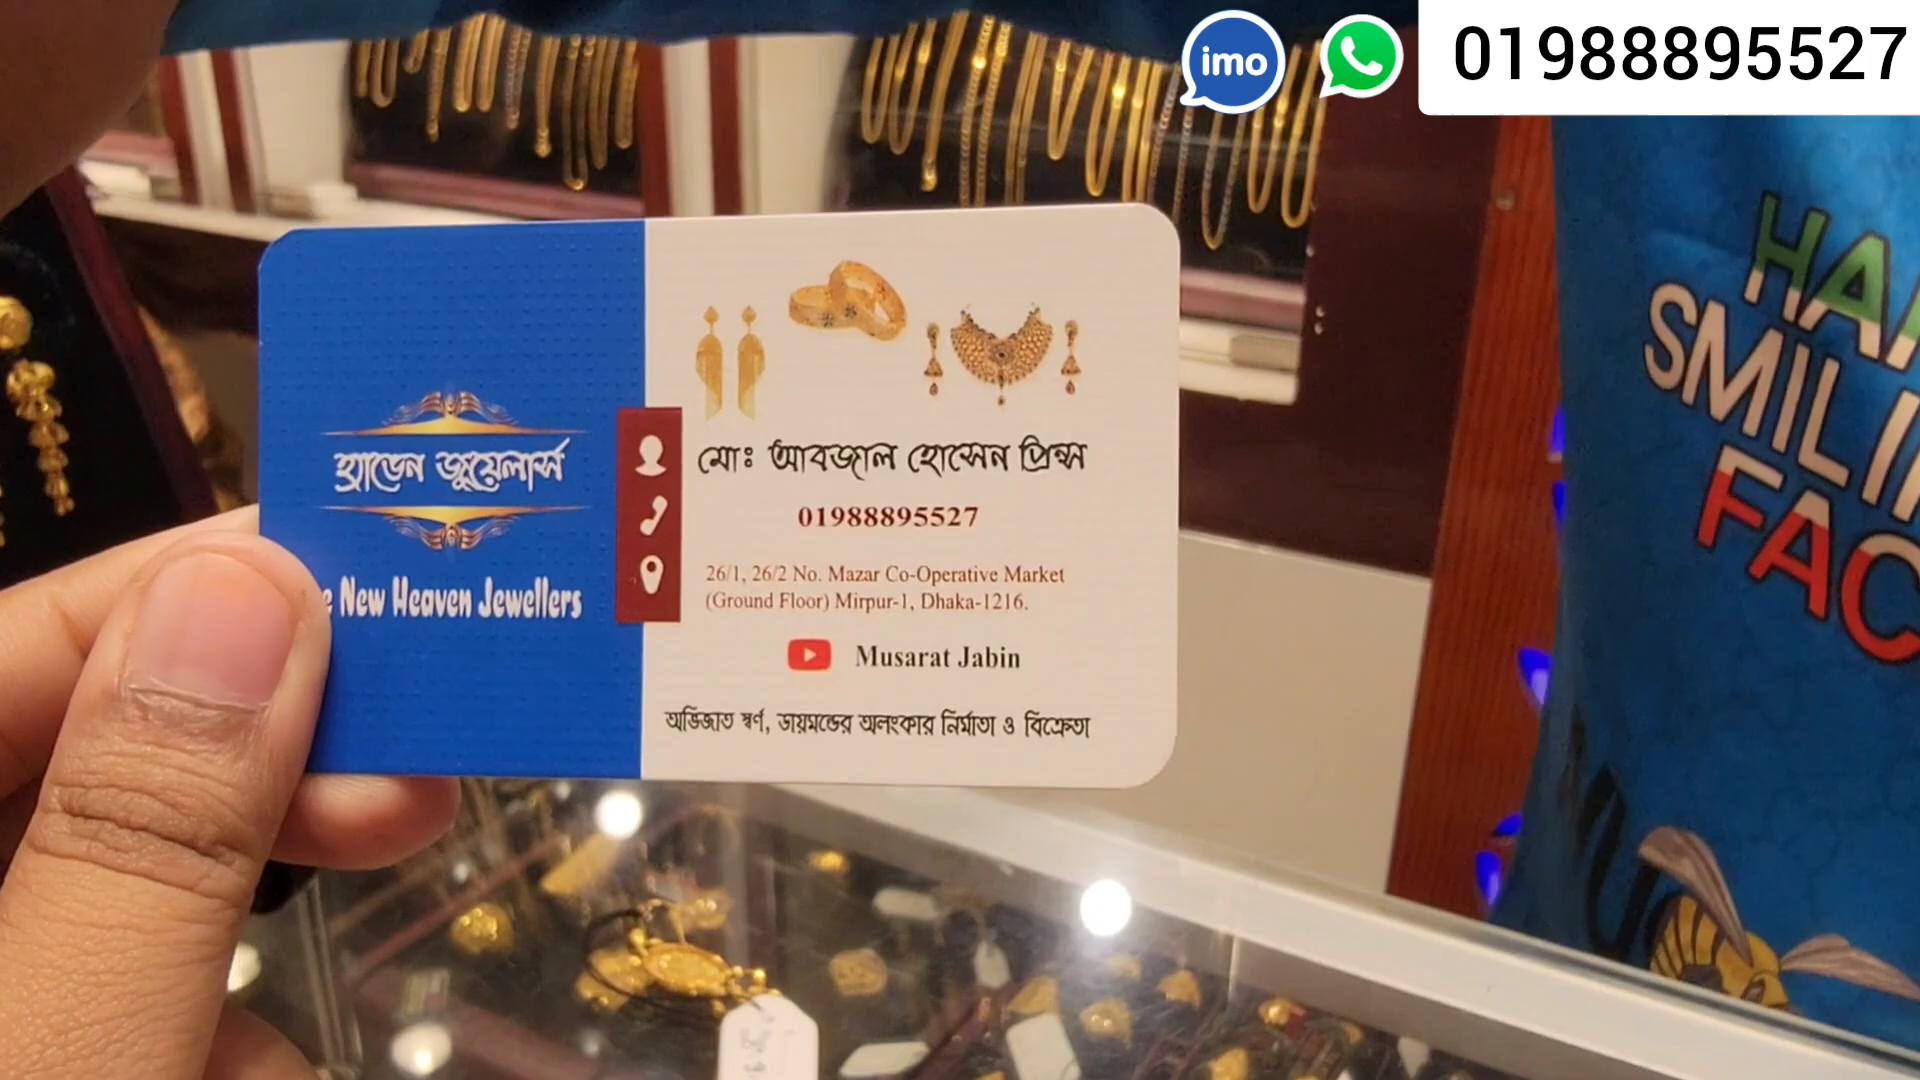 imo
01988895527
হ্যাভেন জুয়েলার্স
New Heaven Jewellers
মোঃ আবজাল হোসেন প্রিন্স
01988895527
26/1, 26/2 No. Mazar Co-Operative Market
(Ground Floor) Mirpur-1, Dhaka-1216.
Musarat Jabin
অভিজাত স্বর্ণ, ডায়মন্ডের অলংকার নির্মাতা ও বিক্রেতা
SMILI
FAC